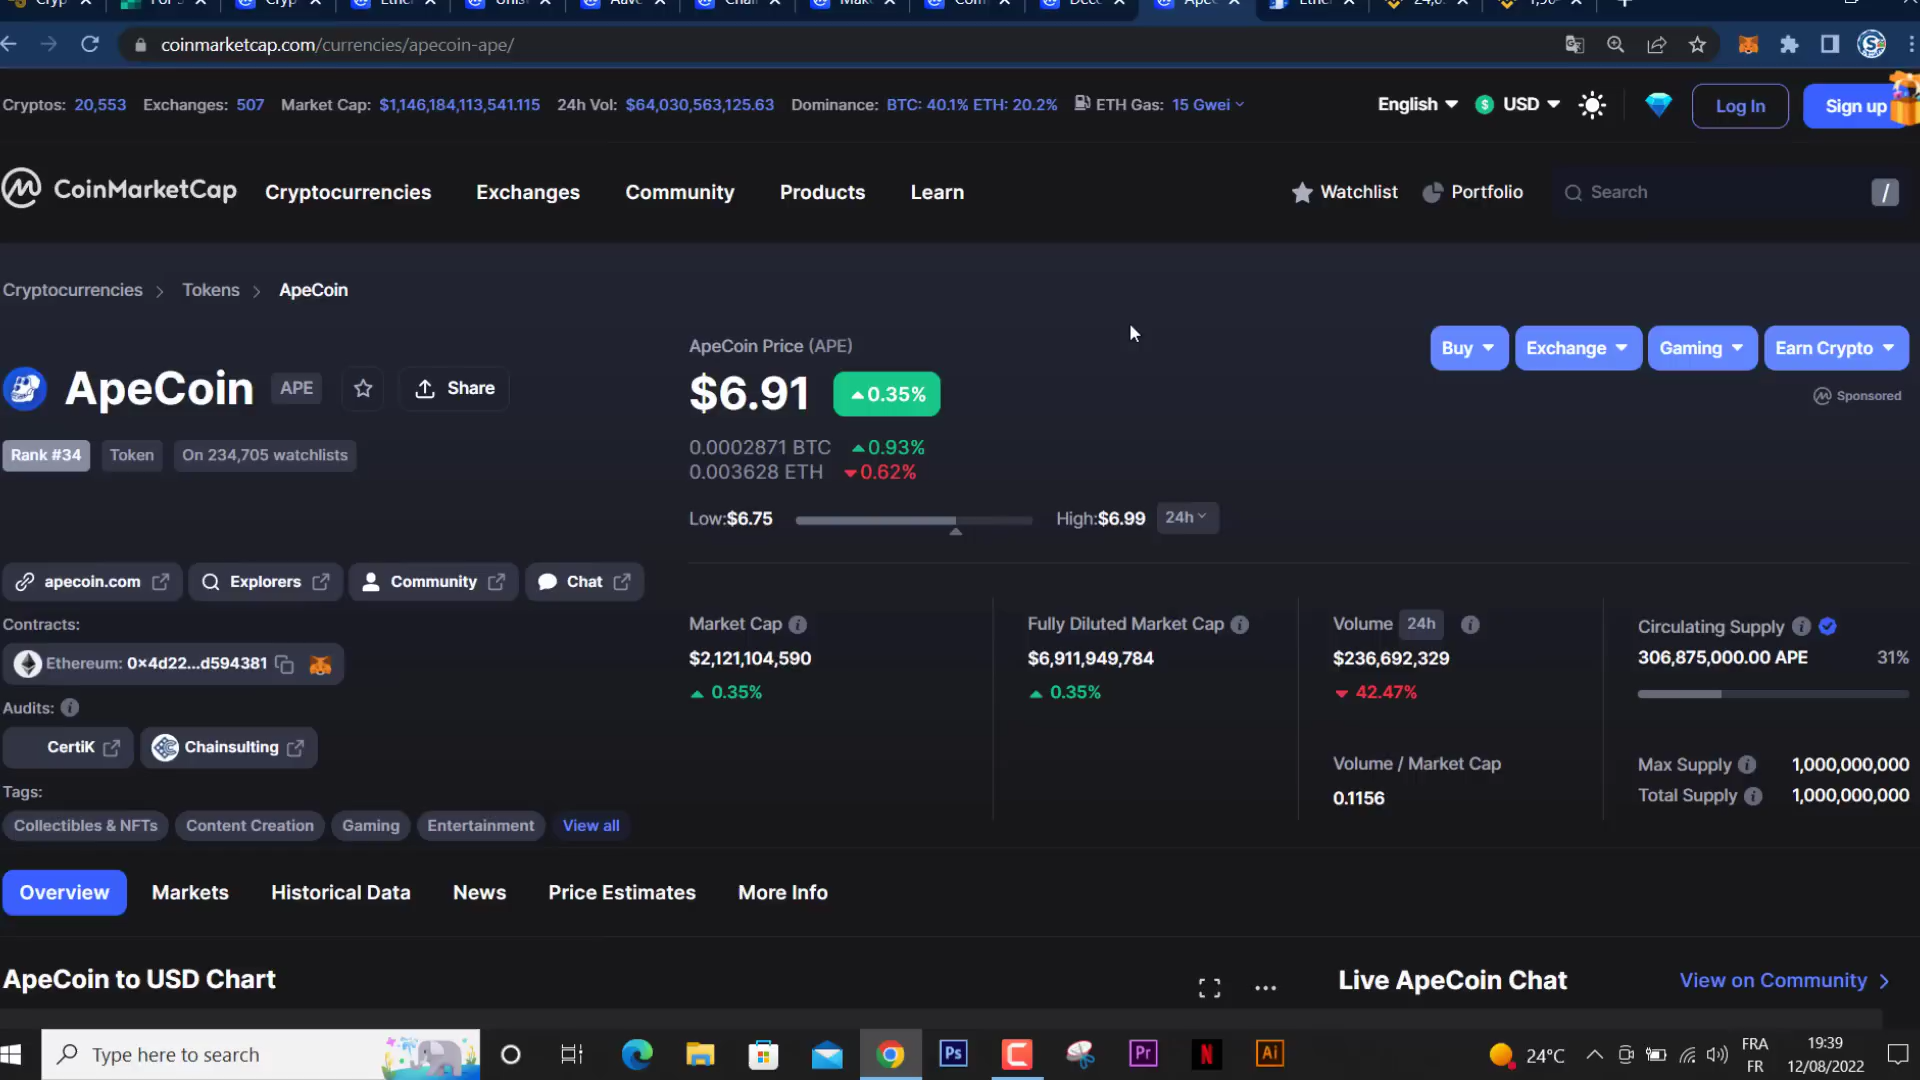 coinmarketcap.com/currencies/apecoin-ape/
Cryptos: 20,553 Exchanges: 507 Market Cap: $1,146,184,113,541.115 24h Vol: $64,030,563,125.63 Dominance: BTC: 40.1% ETH: 20.2% ETH Gas: 15 Gwei English USD Log In Sign up
CoinMarketCap Cryptocurrencies Exchanges Community Products Learn Watchlist Portfolio Search /
Cryptocurrencies > Tokens > ApeCoin
ApeCoin Price (APE)
Buy Exchange Gaming Earn Crypto
ApeCoin APE Share
$6.91 0.35%
Sponsored
Rank #34 Token On 234,705 watchlists
0.0002871 BTC 0.93%
0.003628 ETH 0.62%
Low:$6.75 High:$6.99 24h
apecoin.com Explorers Community Chat
Contracts:
Ethereum: 0x4d22...d594381
Audits:
CertiK Chainsulting
Tags:
Collectibles & NFTs Content Creation Gaming Entertainment View all
Market Cap
$2,121,104,590
0.35%
Fully Diluted Market Cap
$6,911,949,784
0.35%
Volume 24h
$236,692,329
42.47%
Volume / Market Cap
0.1156
Circulating Supply
306,875,000.00 APE 31%
Max Supply 1,000,000,000
Total Supply 1,000,000,000
Overview Markets Historical Data News Price Estimates More Info
ApeCoin to USD Chart
Live ApeCoin Chat View on Community >
Type here to search
Ps
Pr
N
Ai
24°C
FRA
FR
19:39
12/08/2022